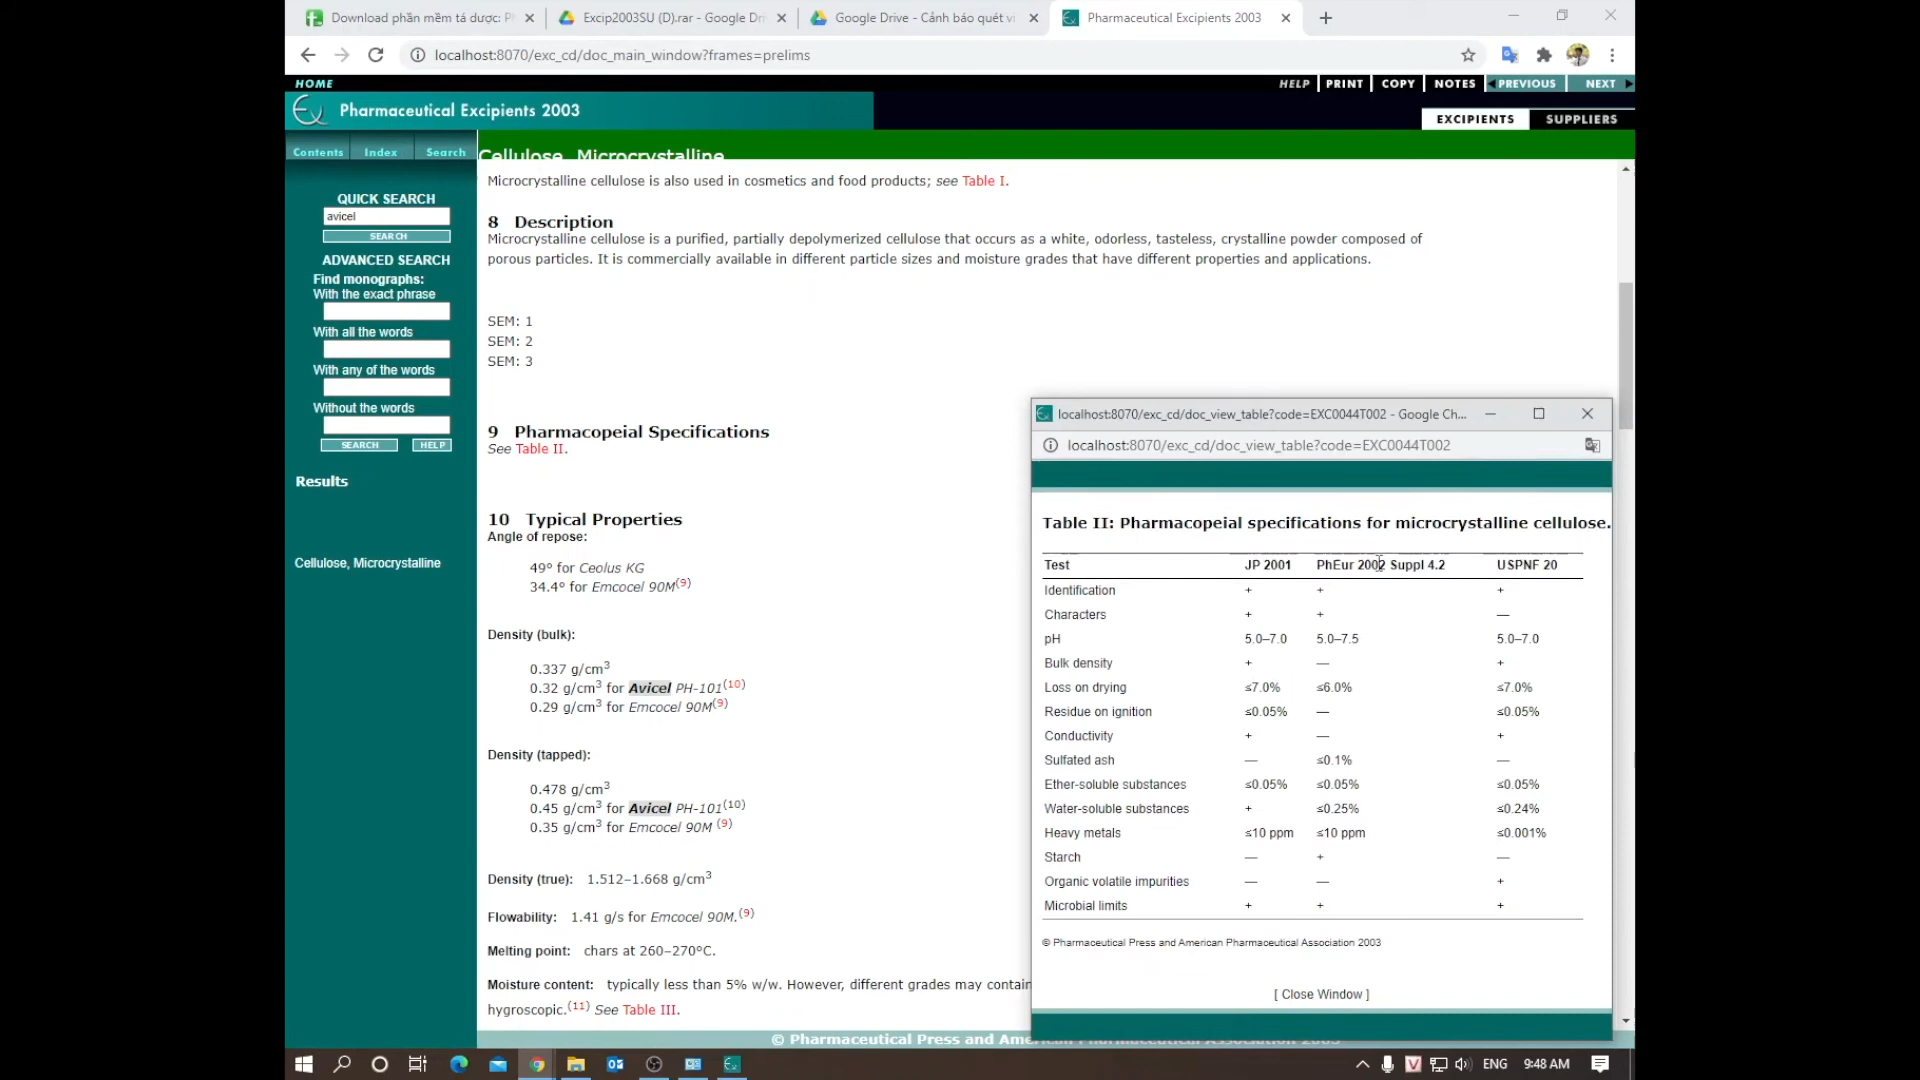 Download phần mềm tá dược: P
Excip2003SU (D).rar - Google Dri
Google Drive - Cảnh báo quét vi
Pharmaceutical Excipients 2003
localhost:8070/exc_cd/doc_main_window?frames=prelims
HOME
HELP PRINT COPY NOTES PREVIOUS NEXT
Pharmaceutical Excipients 2003
EXCIPIENTS SUPPLIERS
Contents Index Search
Cellulose, Microcrystalline
QUICK SEARCH
avicel
SEARCH
ADVANCED SEARCH
Find monographs:
With the exact phrase
With all the words
With any of the words
Without the words
SEARCH HELP
Results
Cellulose, Microcrystalline
Microcrystalline cellulose is also used in cosmetics and food products; see Table I.
8 Description
Microcrystalline cellulose is a purified, partially depolymerized cellulose that occurs as a white, odorless, tasteless, crystalline powder composed of
porous particles. It is commercially available in different particle sizes and moisture grades that have different properties and applications.
SEM: 1
SEM: 2
SEM: 3
9 Pharmacopeial Specifications
See Table II.
10 Typical Properties
Angle of repose:
49° for Ceolus KG
34.4° for Emcocel 90M(9)
Density (bulk):
0.337 g/cm3
0.32 g/cm3 for Avicel PH-101(10)
0.29 g/cm3 for Emcocel 90M(9)
Density (tapped):
0.478 g/cm3
0.45 g/cm3 for Avicel PH-101(10)
0.35 g/cm3 for Emcocel 90M (9)
Density (true): 1.512–1.668 g/cm3
Flowability: 1.41 g/s for Emcocel 90M.(9)
Melting point: chars at 260–270°C.
Moisture content: typically less than 5% w/w. However, different grades may contain
hygroscopic.(11) See Table III.
© Pharmaceutical Press and American Pharmaceutical Association 2003
localhost:8070/exc_cd/doc_view_table?code=EXC0044T002 - Google Ch...
localhost:8070/exc_cd/doc_view_table?code=EXC0044T002
Table II: Pharmacopeial specifications for microcrystalline cellulose.
Test JP 2001 PhEur 2002 Suppl 4.2 USPNF 20
Identification + + +
Characters + + —
pH 5.0–7.0 5.0–7.5 5.0–7.0
Bulk density + — +
Loss on drying ≤7.0% ≤6.0% ≤7.0%
Residue on ignition ≤0.05% — ≤0.05%
Conductivity + — +
Sulfated ash — ≤0.1% —
Ether-soluble substances ≤0.05% ≤0.05% ≤0.05%
Water-soluble substances + ≤0.25% ≤0.24%
Heavy metals ≤10 ppm ≤10 ppm ≤0.001%
Starch — + —
Organic volatile impurities — — +
Microbial limits + + +
© Pharmaceutical Press and American Pharmaceutical Association 2003
[ Close Window ]
ENG 9:48 AM